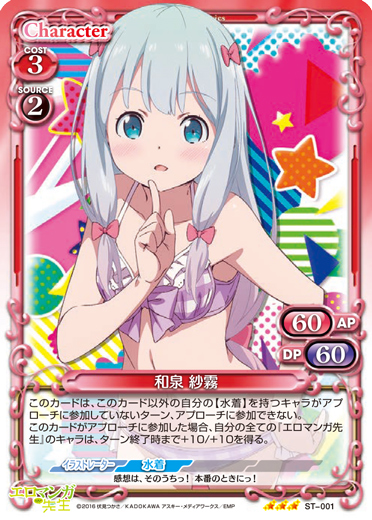 Character
COST
3
SOURCE
2
60 AP
DP 60
和泉 紗霧
このカードは、このカード以外の自分の【水着】を持つキャラがアプ
ローチに参加していないターン、アプローチに参加できない。
このカードがアプローチに参加した場合、自分の全ての『エロマンガ先
生』のキャラは、ターン終了時まで+10/+10を得る。
イラストレーター 水着
感想は、そのうちっ! 本番のときにっ!
エロマンガ
先生
©2016 伏見つかさ/KADOKAWA アスキー・メディアワークス/EMP
ST-001